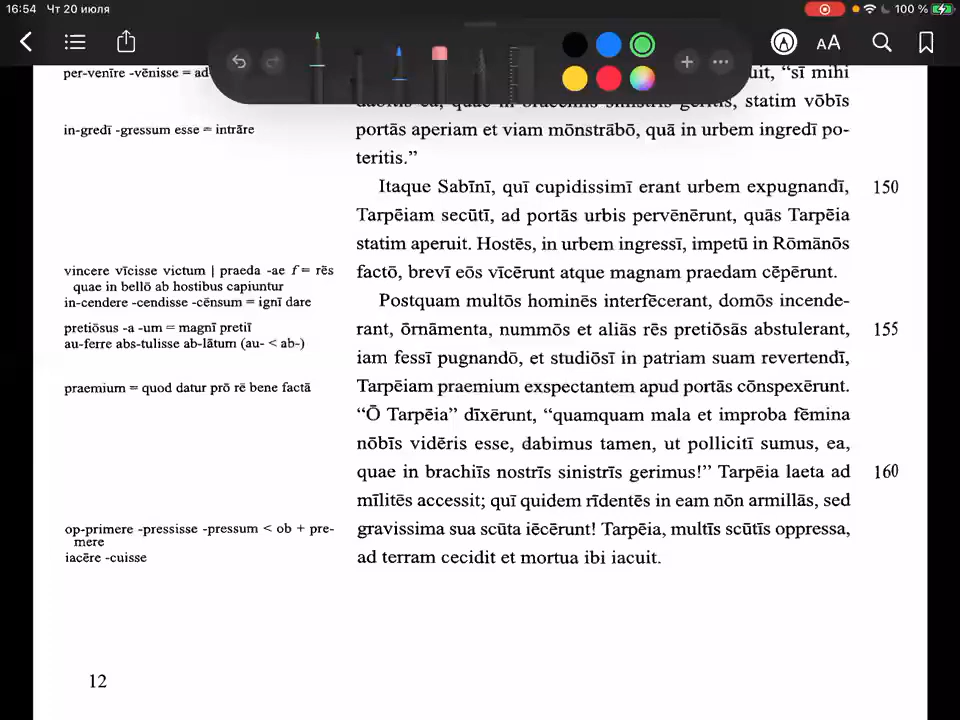 16:54 Чт 20 июля
100 %
AA
per-venīre -vēnisse = ad
uit, “sī mihi
statim vōbīs
in-gredī -gressum esse = intrāre
portās aperiam et viam mōnstrābō, quā in urbem ingredī po-
teritis.”
Itaque Sabīnī, quī cupidissimī erant urbem expugnandī,
150
Tarpēiam secūtī, ad portās urbis pervēnērunt, quās Tarpēia
statim aperuit. Hostēs, in urbem ingressī, impetū in Rōmānōs
vincere vīcisse victum | praeda -ae f = rēs
quae in bellō ab hostibus capiuntur
in-cendere -cendisse -cēnsum = ignī dare
factō, brevī eōs vīcērunt atque magnam praedam cēpērunt.
Postquam multōs hominēs interfēcerant, domōs incende-
pretiōsus -a -um = magnī pretiī
au-ferre abs-tulisse ab-lātum (au- < ab-)
rant, ōrnāmenta, nummōs et aliās rēs pretiōsās abstulerant,
155
iam fessī pugnandō, et studiōsī in patriam suam revertendī,
praemium = quod datur prō rē bene factā
Tarpēiam praemium exspectantem apud portās cōnspexērunt.
“Ō Tarpēia” dīxērunt, “quamquam mala et improba fēmina
nōbīs vidēris esse, dabimus tamen, ut pollicitī sumus, ea,
quae in brachiīs nostrīs sinistrīs gerimus!” Tarpēia laeta ad
160
mīlitēs accessit; quī quidem rīdentēs in eam nōn armillās, sed
op-primere -pressisse -pressum < ob + pre-
mere
iacēre -cuisse
gravissima sua scūta iēcērunt! Tarpēia, multīs scūtīs oppressa,
ad terram cecidit et mortua ibi iacuit.
12